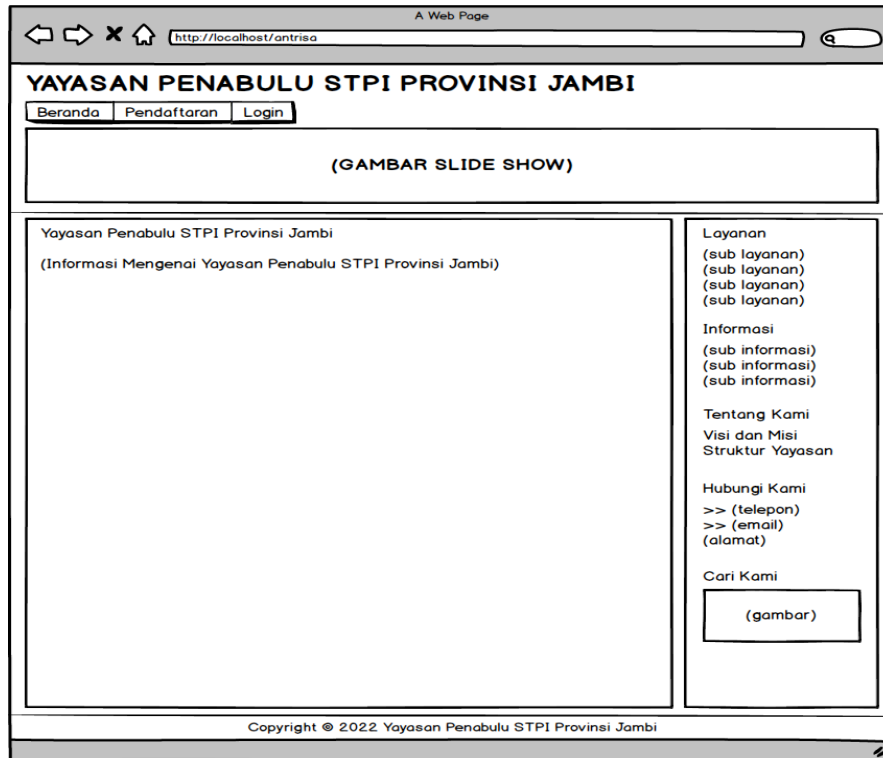 A Web Page
http://localhost/antrisa
YAYASAN PENABULU STPI PROVINSI JAMBI
Beranda Pendaftaran Login
(GAMBAR SLIDE SHOW)
Yayasan Penabulu STPI Provinsi Jambi
(Informasi Mengenai Yayasan Penabulu STPI Provinsi Jambi)
Layanan
(sub layanan)
(sub layanan)
(sub layanan)
(sub layanan)
Informasi
(sub informasi)
(sub informasi)
(sub informasi)
Tentang Kami
Visi dan Misi
Struktur Yayasan
Hubungi Kami
>> (telepon)
>> (email)
(alamat)
Cari Kami
(gambar)
Copyright © 2022 Yayasan Penabulu STPI Provinsi Jambi